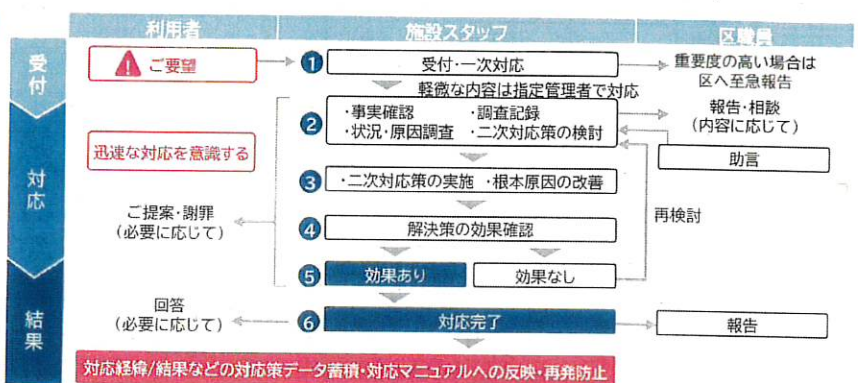 利用者 施設スタッフ 区職員
受付
ご要望
1 受付・一次対応
重要度の高い場合は
区へ至急報告
軽微な内容は指定管理者で対応
対応
2 ・事実確認 ・調査記録
・状況・原因調査 ・二次対応策の検討
報告・相談
(内容に応じて)
迅速な対応を意識する
助言
3 ・二次対応策の実施 ・根本原因の改善
ご提案・謝罪
(必要に応じて)
再検討
4 解決策の効果確認
5 効果あり 効果なし
結果
回答
(必要に応じて)
6 対応完了
報告
対応経緯/結果などの対応策データ蓄積・対応マニュアルへの反映・再発防止